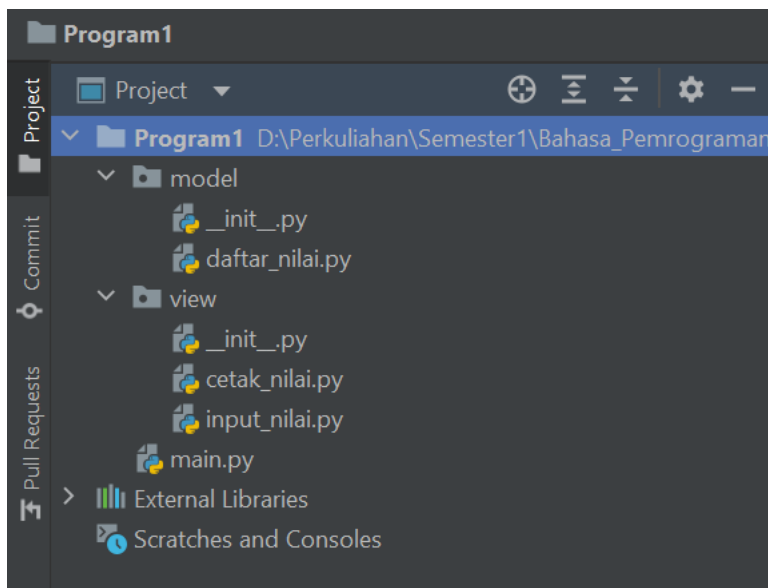 Program1
Project
Project
Commit
Pull Requests
Program1 D:\Perkuliahan\Semester1\Bahasa_Pemrograman
model
__init__.py
daftar_nilai.py
view
__init__.py
cetak_nilai.py
input_nilai.py
main.py
External Libraries
Scratches and Consoles